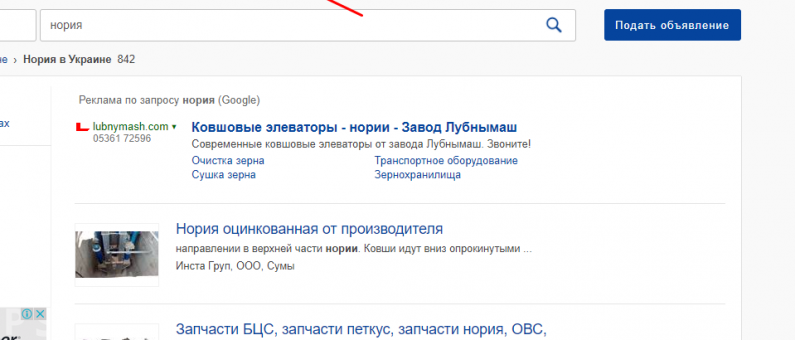 нория
Подать объявление
не › Нория в Украине 842
Реклама по запросу нория (Google)
ах
lubnymash.com
05361 72596
Ковшовые элеваторы - нории - Завод Лубнымаш
Современные ковшовые элеваторы от завода Лубнымаш. Звоните!
Очистка зерна
Транспортное оборудование
Сушка зерна
Зернохранилища
Нория оцинкованная от производителя
направлении в верхней части нории. Ковши идут вниз опрокинутыми ...
Инста Груп, ООО, Сумы
Запчасти БЦС, запчасти петкус, запчасти нория, ОВС,